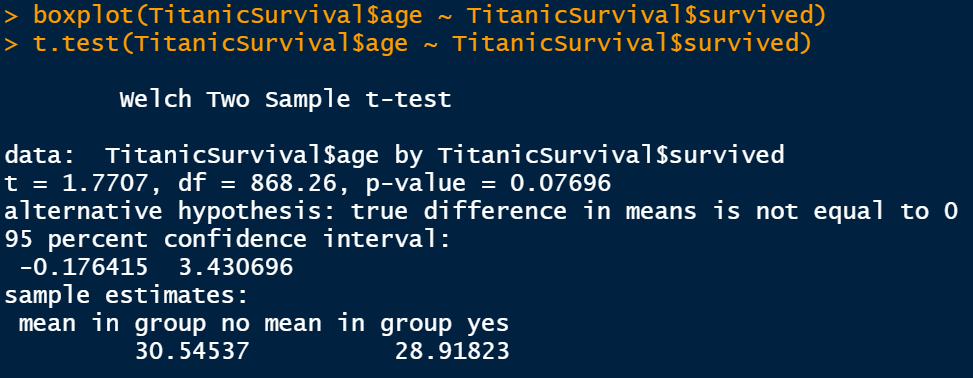 > boxplot(TitanicSurvival$age ~ TitanicSurvival$survived)
> t.test(TitanicSurvival$age ~ TitanicSurvival$survived)
Welch Two Sample t-test
data:  TitanicSurvival$age by TitanicSurvival$survived
t = 1.7707, df = 868.26, p-value = 0.07696
alternative hypothesis: true difference in means is not equal to 0
95 percent confidence interval:
-0.176415  3.430696
sample estimates:
mean in group no mean in group yes
30.54537          28.91823